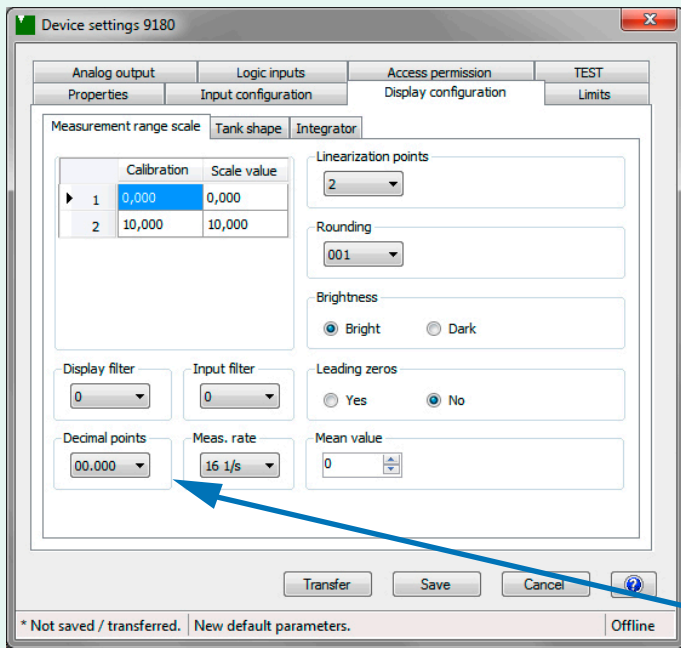 Device settings 9180
Analog output Logic inputs Access permission TEST
Properties Input configuration Display configuration Limits
Measurement range scale Tank shape Integrator
Calibration Scale value
1 0,000 0,000
2 10,000 10,000
Linearization points
2
Rounding
001
Brightness
Bright Dark
Display filter Input filter Leading zeros
0 0 Yes No
Decimal points Meas. rate Mean value
00.000 16 1/s 0
Transfer Save Cancel ?
* Not saved / transferred. New default parameters. Offline